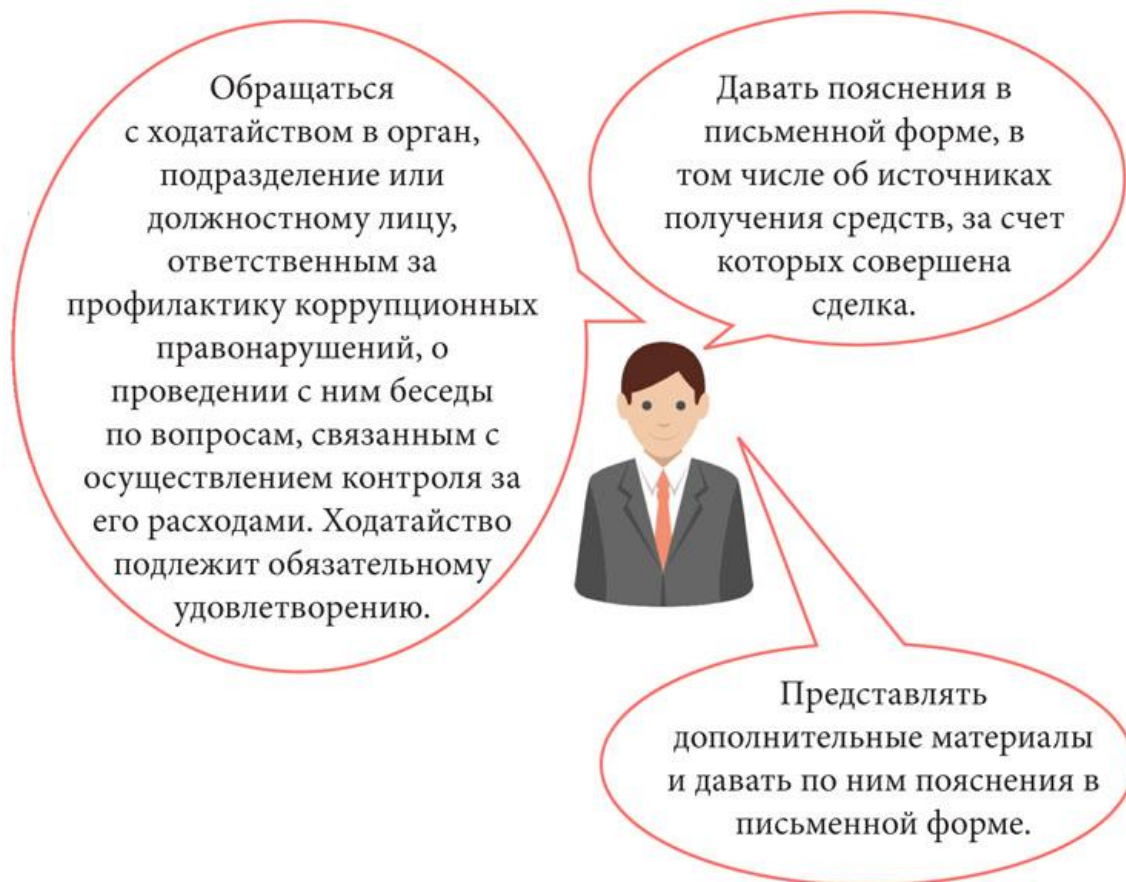 Обращаться
с ходатайством в орган,
подразделение или
должностному лицу,
ответственным за
профилактику коррупционных
правонарушений, о
проведении с ним беседы
по вопросам, связанным с
осуществлением контроля за
его расходами. Ходатайство
подлежит обязательному
удовлетворению.
Давать пояснения в
письменной форме, в
том числе об источниках
получения средств, за счет
которых совершена
сделка.
Представлять
дополнительные материалы
и давать по ним пояснения в
письменной форме.